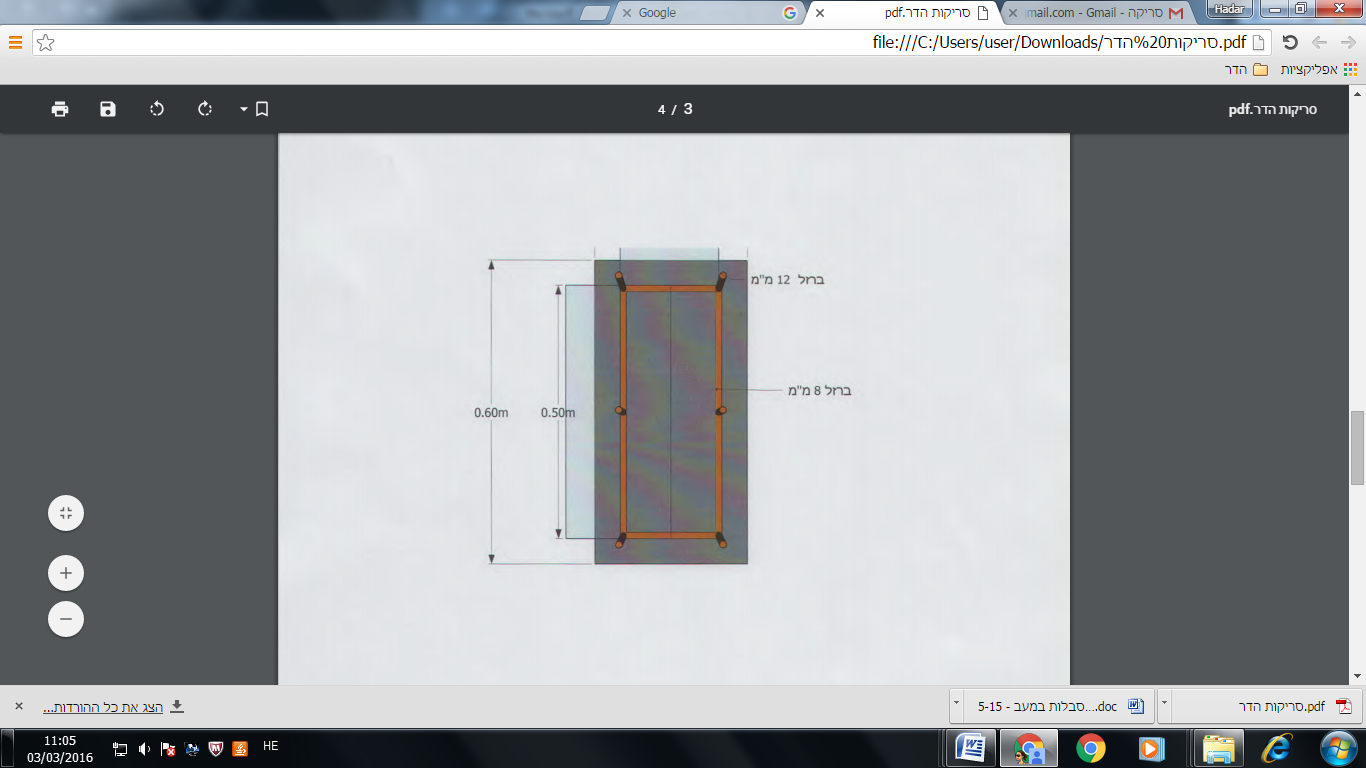 Hadar
סריקה - gmail.com - Gmail
סריקות הדר.pdf
Google
file:///C:/Users/user/Downloads/סריקות%20הדר.pdf
אפליקציות
הדר
סריקות הדר.pdf
3 / 4
ברזל 12 מ"מ
ברזל 8 מ"מ
0.60m
0.50m
סריקות הדר.pdf
סבלות במעב - 5-15....doc
הצג את כל ההורדות...
HE
11:05
03/03/2016